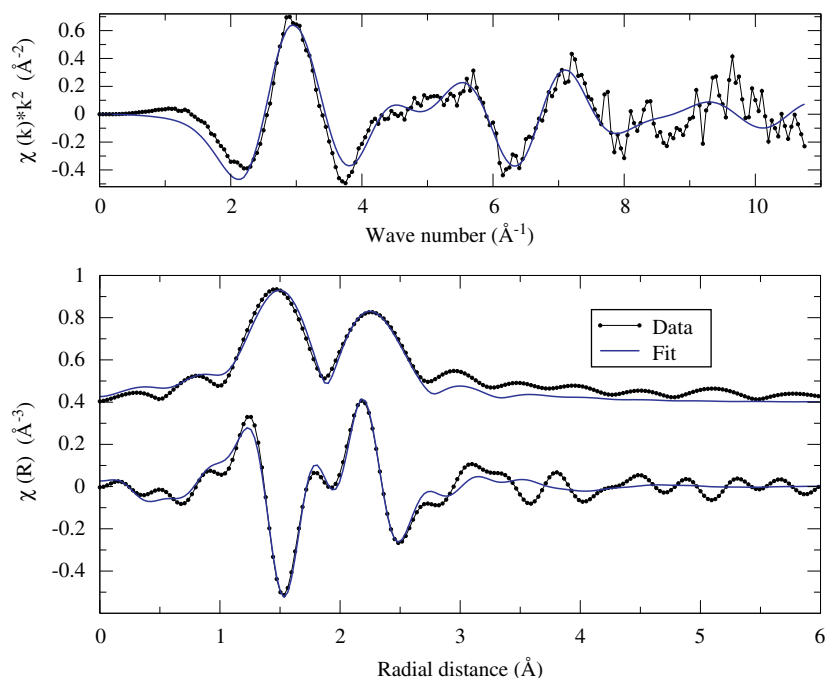 χ (k)*k² (Å⁻²)
0.6
0.4
0.2
0
-0.2
-0.4
0 2 4 6 8 10
Wave number (Å⁻¹)
χ (R) (Å⁻³)
1
0.8
0.6
0.4
0.2
0
-0.2
-0.4
Data
Fit
0 1 2 3 4 5 6
Radial distance (Å)